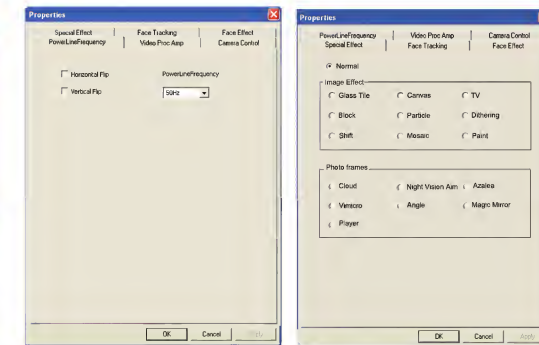 Properties
Special Effect Face Tracking Face Effect
PowerLineFrequency Video Proc Amp Camera Control
Horizontal Flip PowerLineFrequency
Vertical Flip 50Hz
OK Cancel Apply
Properties
PowerLineFrequency Video Proc Amp Camera Control
Special Effect Face Tracking Face Effect
Normal
Image Effect
Glass Tile Canvas TV
Block Particle Dithering
Shift Mosaic Paint
Photo frames
Cloud Night Vision Aim Azalea
Vimicro Angle Magic Mirror
Player
OK Cancel Apply